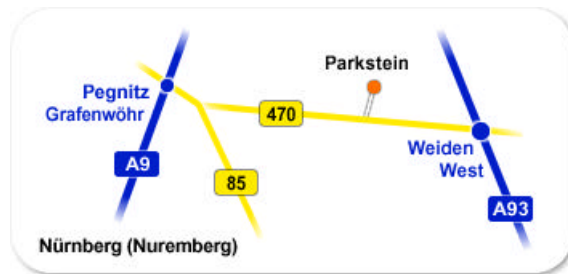 Parkstein
Pegnitz
Grafenwöhr
470
Weiden
West
A9
85
A93
Nürnberg (Nuremberg)